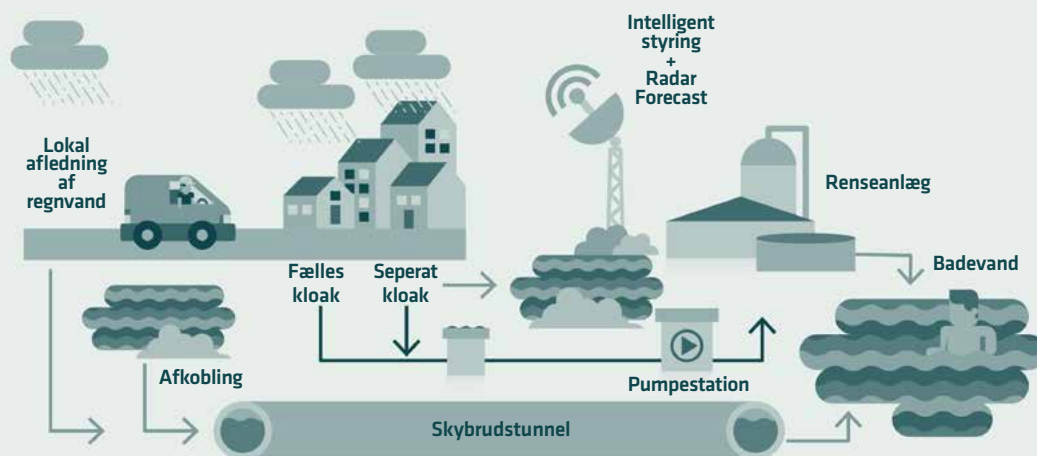 Intelligent
styring
+
Radar
Forecast
Lokal
afledning
af
regnvand
Renseanlæg
Fælles
kloak
Seperat
kloak
Badevand
Afkobling
Pumpestation
Skybrudstunnel